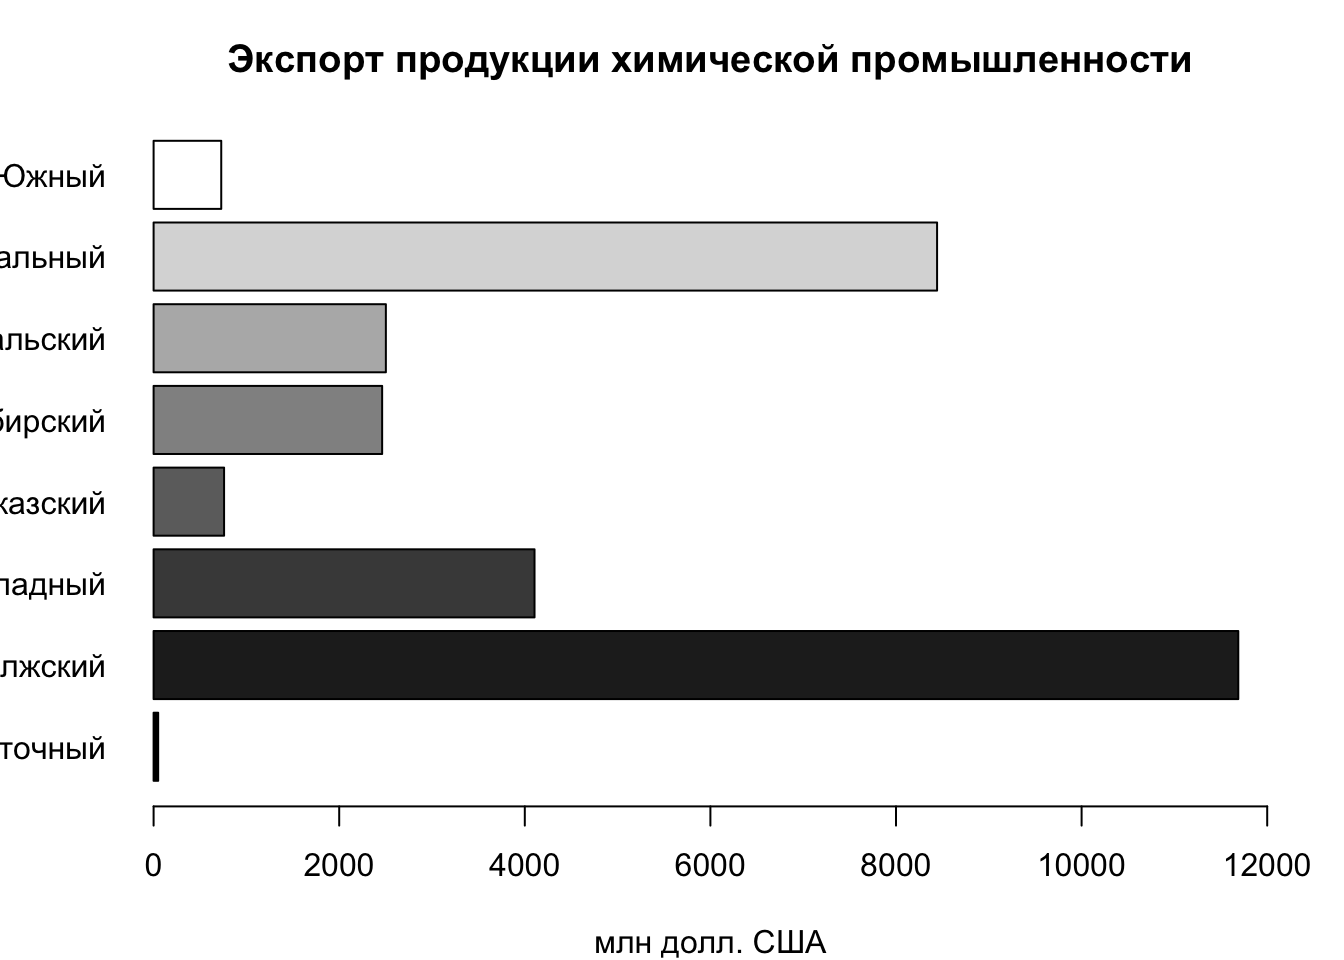 Экспорт продукции химической промышленности
Южный
альный
альский
бирский
казский
падный
лжский
точный
0 2000 4000 6000 8000 10000 12000
млн долл. США